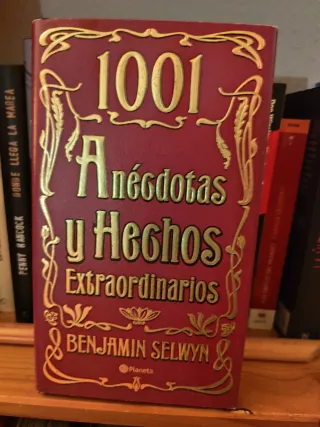 1001
Anécdotas
y Hechos
Extraordinarios
BENJAMIN SELWYN
Planeta
PENNY HANCOCK
DONDE LLEGA LA MAREA